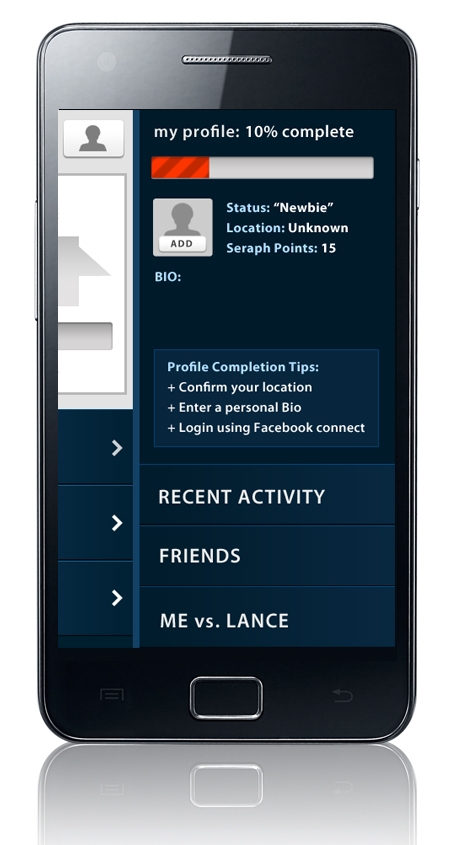 my profile: 10% complete
ADD
Status: “Newbie”
Location: Unknown
Seraph Points: 15
BIO:
Profile Completion Tips:
+ Confirm your location
+ Enter a personal Bio
+ Login using Facebook connect
RECENT ACTIVITY
FRIENDS
ME vs. LANCE